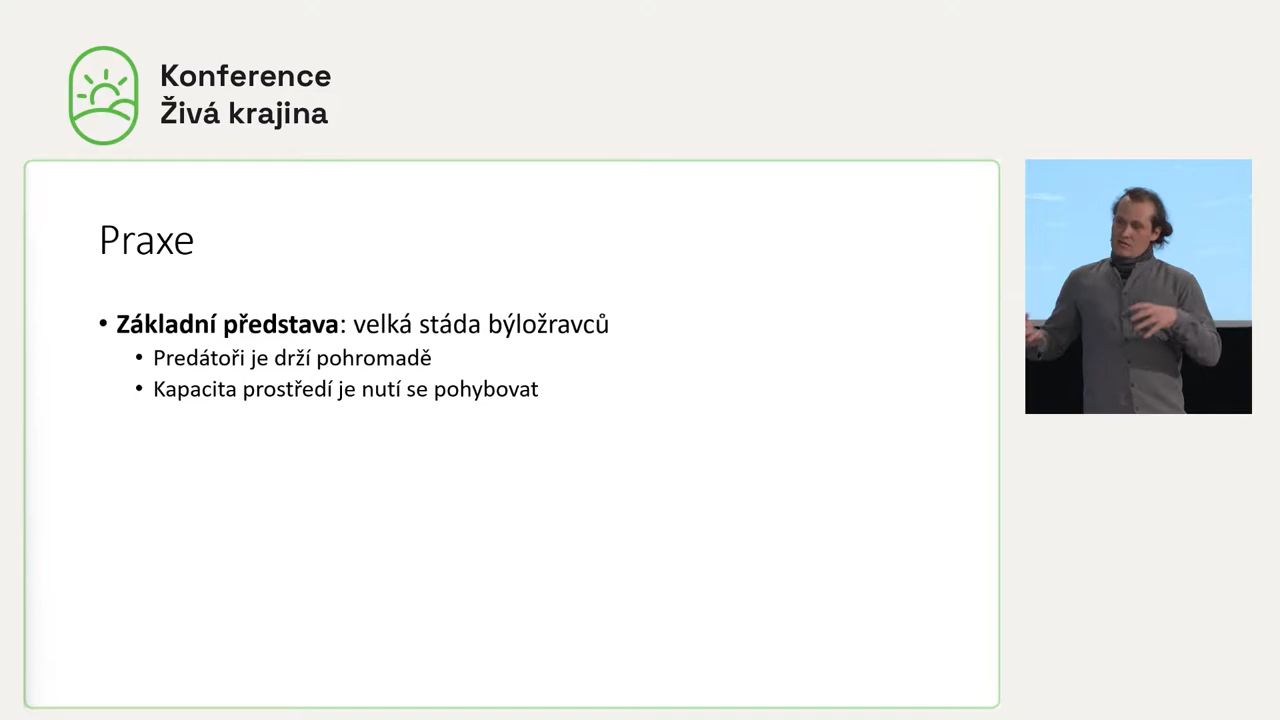 Konference
Živá krajina
Praxe
• Základní představa: velká stáda býložravců
• Predátoři je drží pohromadě
• Kapacita prostředí je nutí se pohybovat